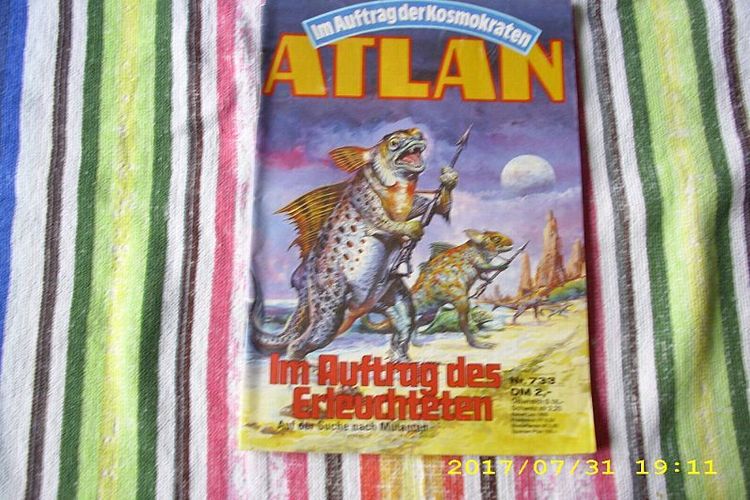 Im Auftrag der Kosmokraten
ATLAN
Im Auftrag des
Erleuchteten
Auf der Suche nach Mutanten
Nr. 733
DM 2,-
2017/07/31 19:11